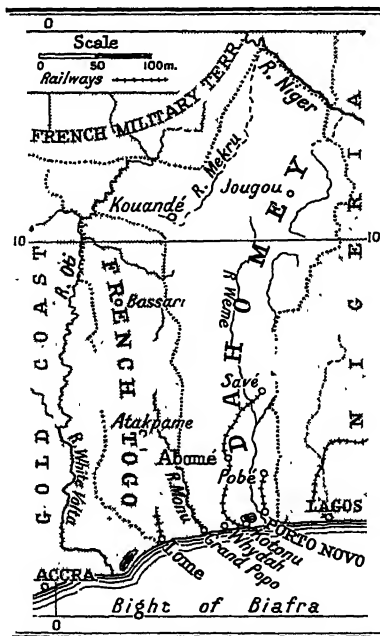 0
Scale
0 50 100m.
Railways
FRENCH MILITARY TERR.
R. Niger
R. Mekru
Jougou
Kouandé
10
10
GOLD COAST
FRENCH TOGO
DAHOMEY
NIGERIA
Bassari
R. Weme
Savé
Atakpame
Abomé
R. White Volta
R. Monu
Pobé
LAGOS
PORTO NOVO
Kotonu
Whydah
Grand Popo
Lome
ACCRA
0
Bight of Biafra